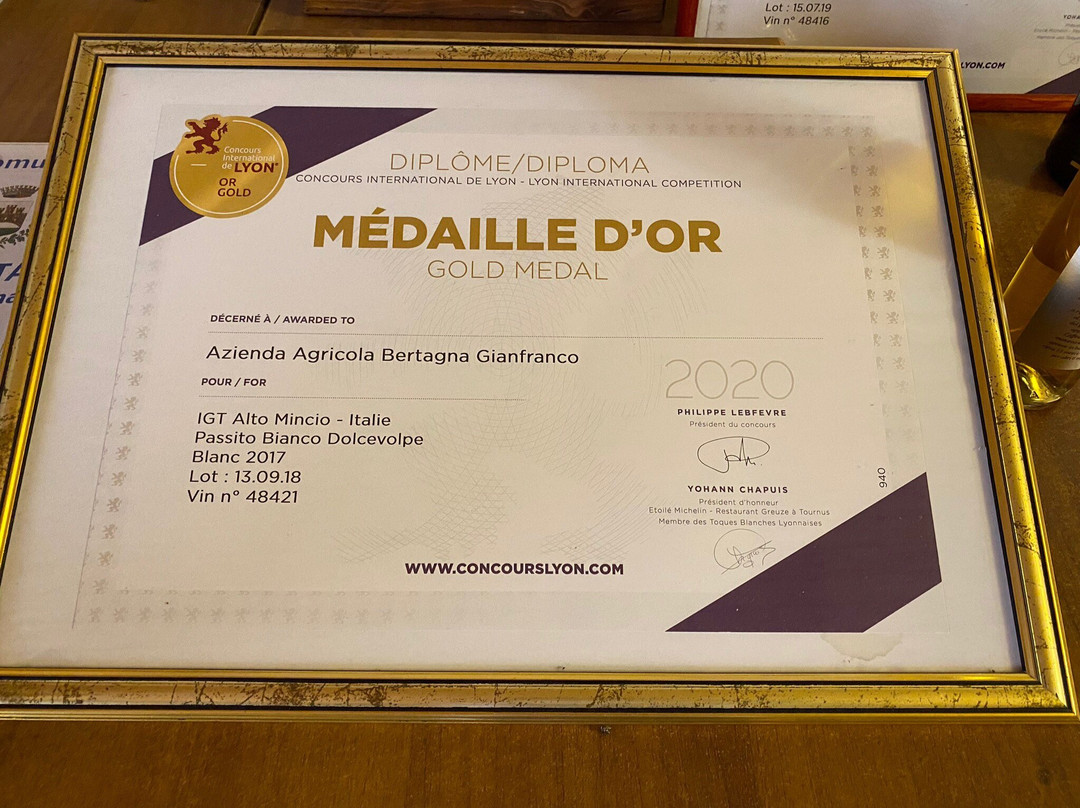 Lot : 15.07.19
Vin n° 48416
LYON.COM
Concours
International
de LYON
OR
GOLD
DIPLÔME/DIPLOMA
CONCOURS INTERNATIONAL DE LYON - LYON INTERNATIONAL COMPETITION
MÉDAILLE D'OR
GOLD MEDAL
DÉCERNÉ À / AWARDED TO
Azienda Agricola Bertagna Gianfranco
POUR / FOR
IGT Alto Mincio - Italie
Passito Bianco Dolcevolpe
Blanc 2017
Lot : 13.09.18
Vin n° 48421
2020
PHILIPPE LEBFEVRE
Président du concours
YOHANN CHAPUIS
Président d'honneur
Etoilé Michelin - Restaurant Greuze à Tournus
Membre des Toques Blanches Lyonnaises
940
WWW.CONCOURSLYON.COM